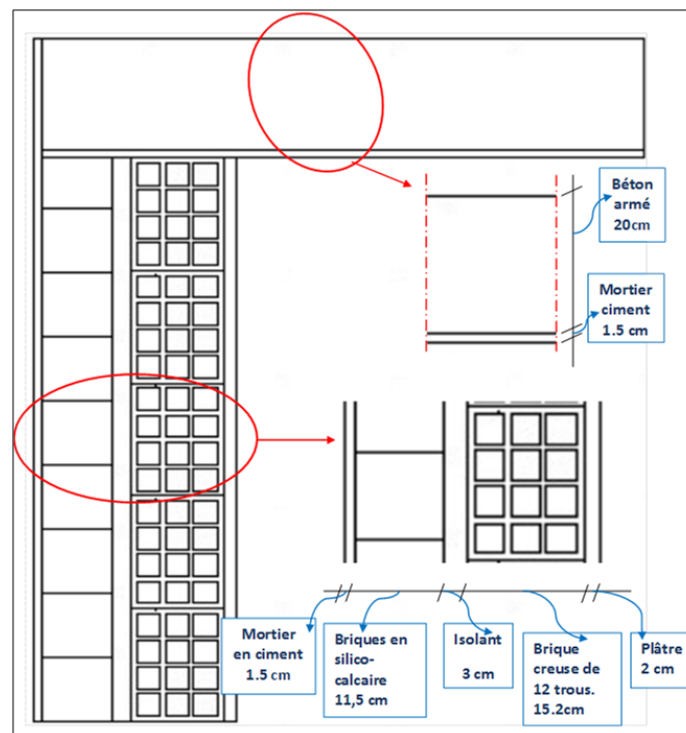 Béton
armé
20cm
Mortier
ciment
1.5 cm
Mortier
en ciment
1.5 cm
Briques en
silico-
calcaire
11,5 cm
Isolant
3 cm
Brique
creuse de
12 trous.
15.2cm
Plâtre
2 cm